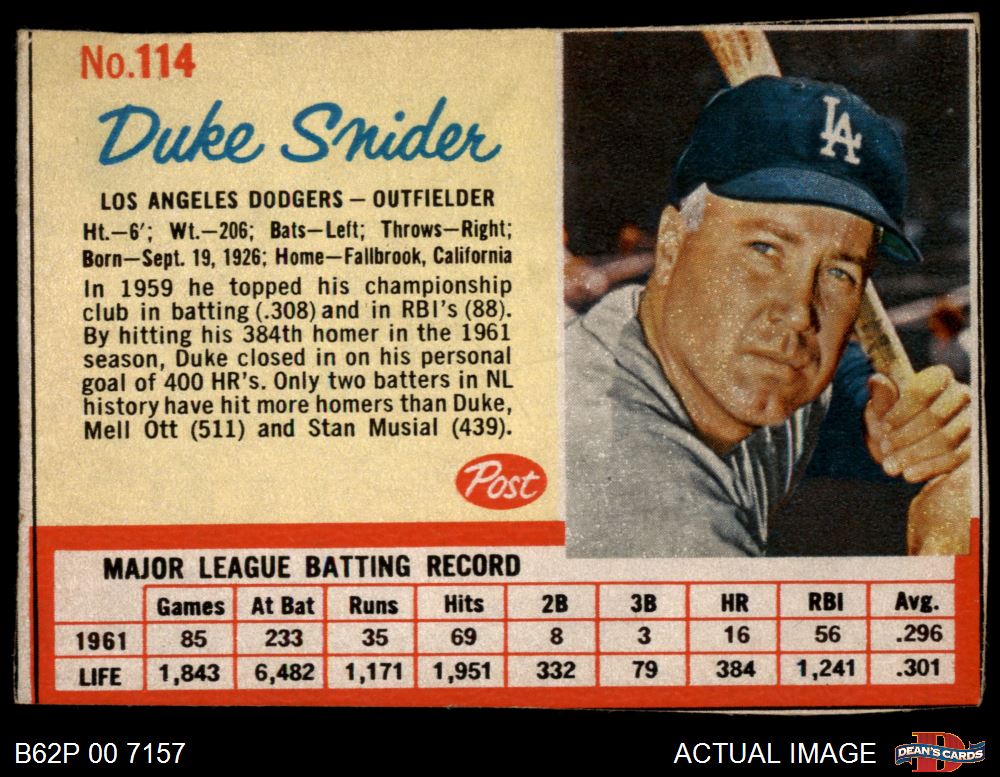 No.114
Duke Snider
LOS ANGELES DODGERS — OUTFIELDER
Ht.—6'; Wt.—206; Bats—Left; Throws—Right;
Born—Sept. 19, 1926; Home—Fallbrook, California
In 1959 he topped his championship
club in batting (.308) and in RBI's (88).
By hitting his 384th homer in the 1961
season, Duke closed in on his personal
goal of 400 HR's. Only two batters in NL
history have hit more homers than Duke,
Mell Ott (511) and Stan Musial (439).
LA
Post
MAJOR LEAGUE BATTING RECORD
Games At Bat Runs Hits 2B 3B HR RBI Avg.
1961 85 233 35 69 8 3 16 56 .296
LIFE 1,843 6,482 1,171 1,951 332 79 384 1,241 .301
B62P 00 7157 ACTUAL IMAGE DEAN'S CARDS